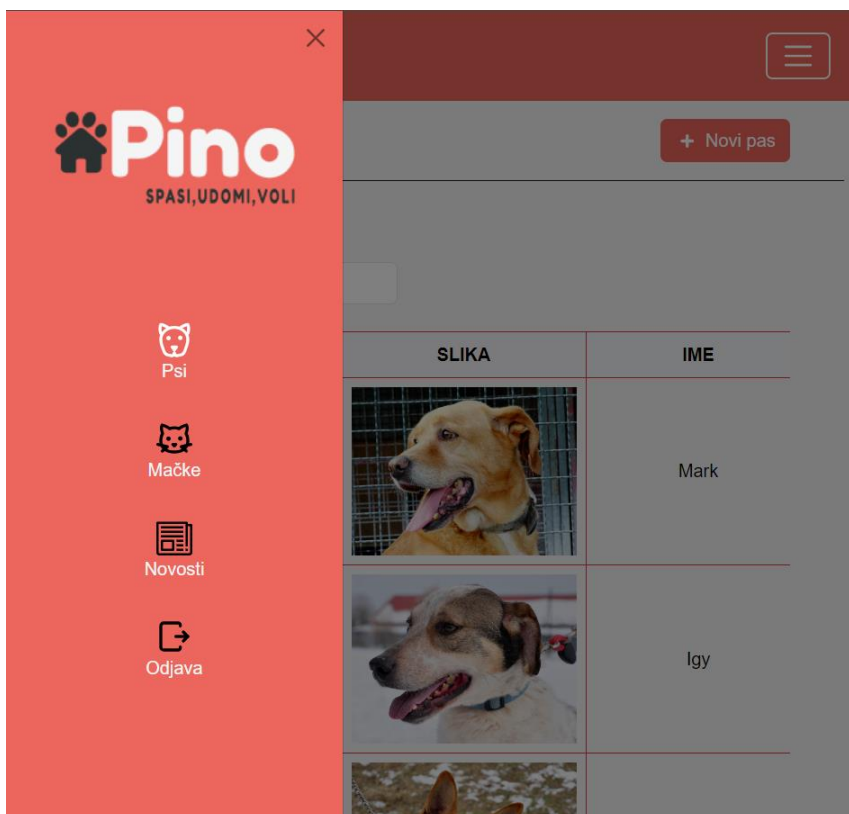 Pino
SPASI,UDOMI,VOLI
Psi
Mačke
Novosti
Odjava
+ Novi pas
SLIKA IME
Mark
Igy